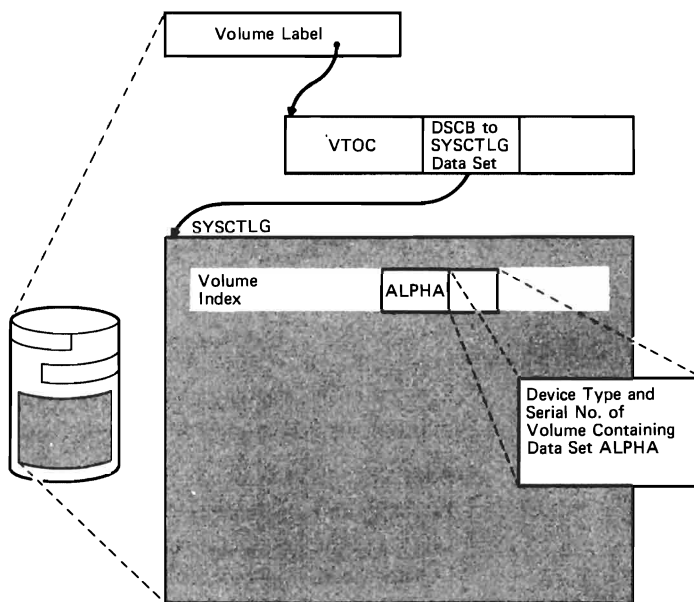 Volume Label
VTOC
DSCB to
SYSCTLG
Data Set
SYSCTLG
Volume
Index
ALPHA
Device Type and
Serial No. of
Volume Containing
Data Set ALPHA